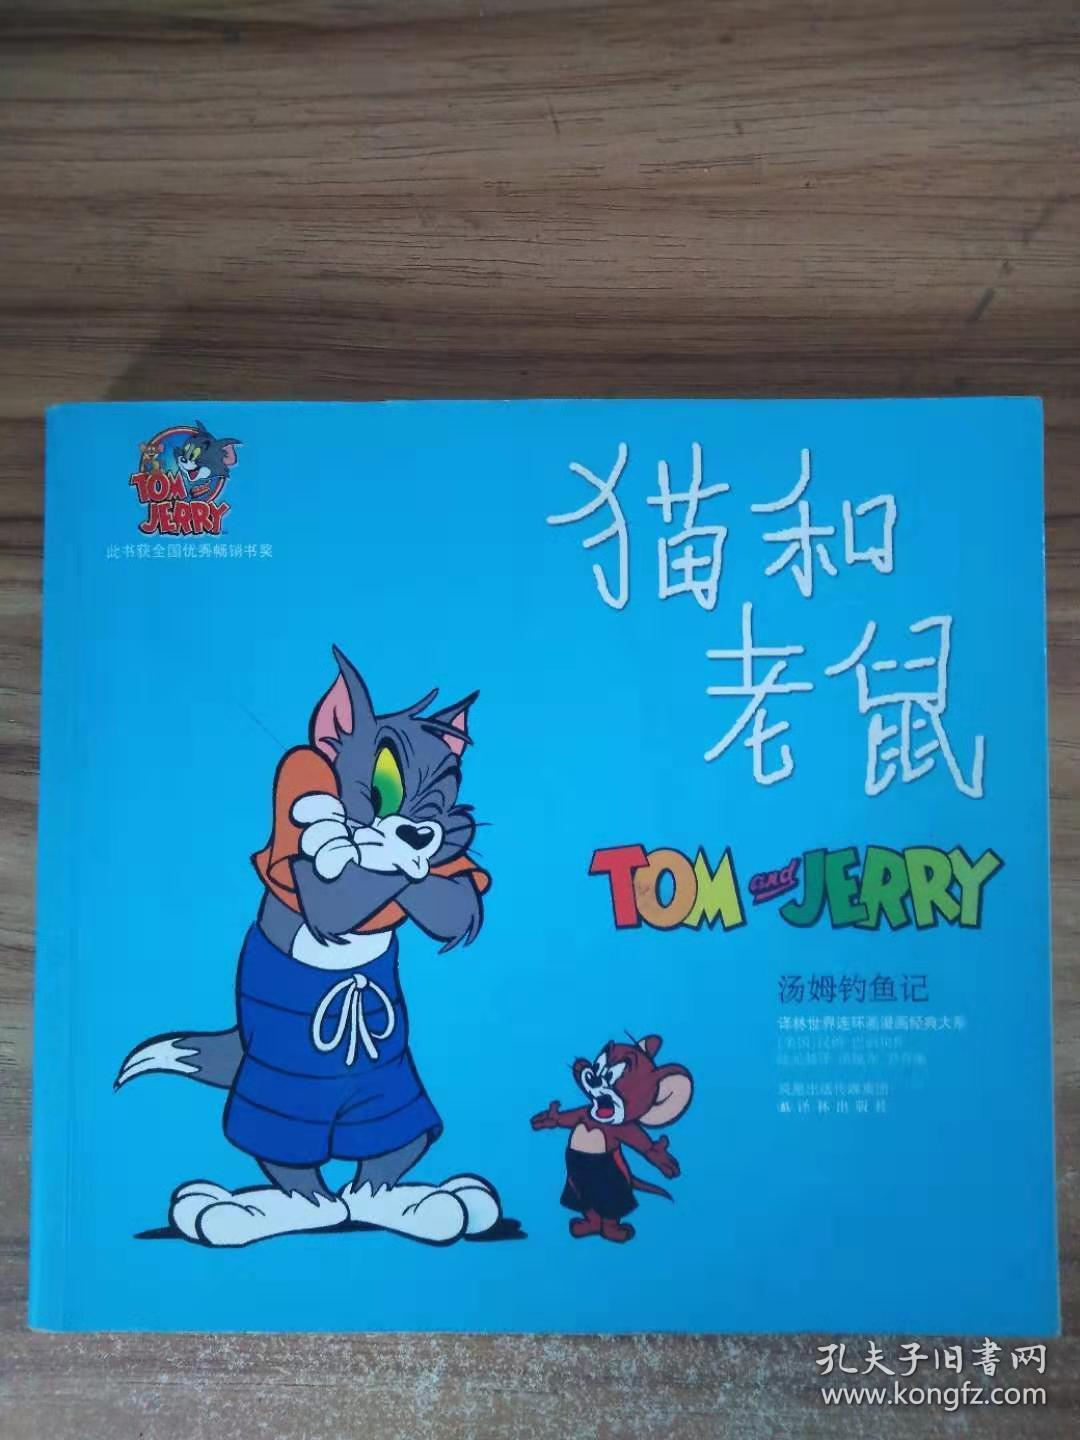 TOM and
JERRY
此书获全国优秀畅销书奖
猫和
老鼠
TOM and JERRY
汤姆钓鱼记
译林世界连环画漫画经典大系
凤凰出版传媒集团
译林出版社
孔夫子旧書网
www.kongfz.com